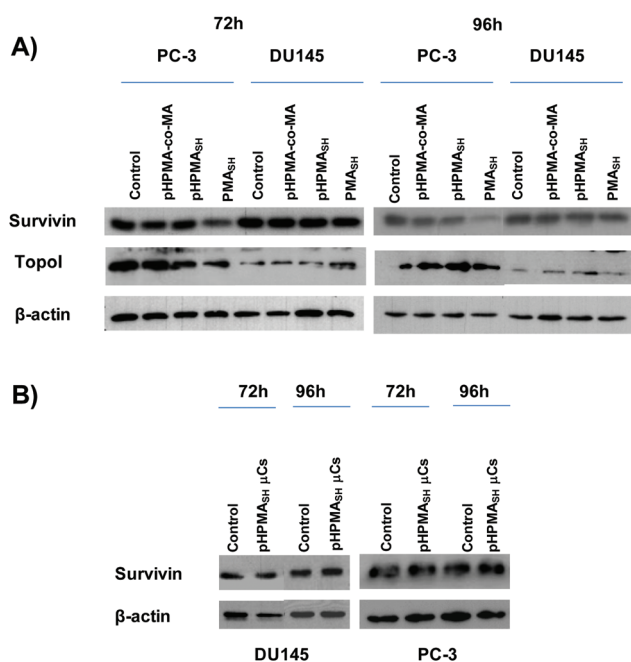 72h
96h
A)
PC-3 DU145 PC-3 DU145
Control pHPMA-co-MA pHPMASH PMASH Control pHPMA-co-MA pHPMASH PMASH Control pHPMA-co-MA pHPMASH PMASH Control pHPMA-co-MA pHPMASH PMASH
Survivin
TopoI
β-actin
B)
72h 96h 72h 96h
Control pHPMASH µCs Control pHPMASH µCs Control pHPMASH µCs Control pHPMASH µCs
Survivin
β-actin
DU145 PC-3